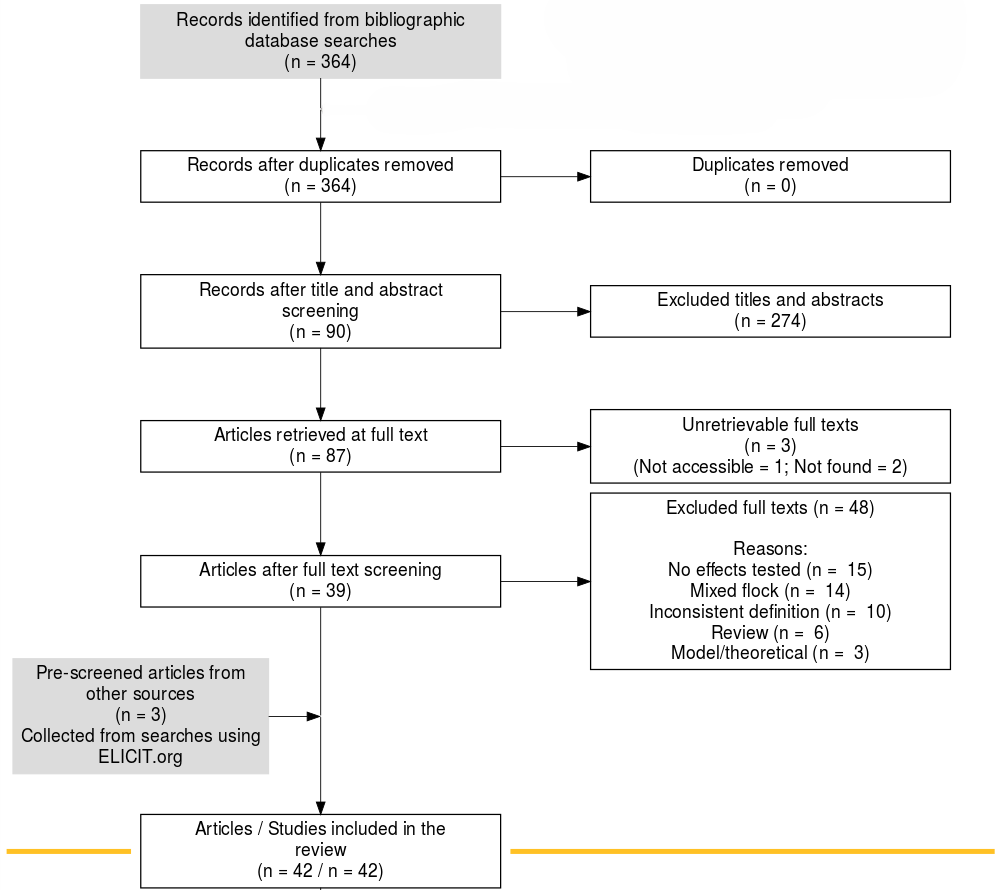 Records identified from bibliographic
database searches
(n = 364)
Records after duplicates removed
(n = 364)
Duplicates removed
(n = 0)
Records after title and abstract
screening
(n = 90)
Excluded titles and abstracts
(n = 274)
Articles retrieved at full text
(n = 87)
Unretrievable full texts
(n = 3)
(Not accessible = 1; Not found = 2)
Articles after full text screening
(n = 39)
Excluded full texts (n = 48)
Reasons:
No effects tested (n =  15)
Mixed flock (n =  14)
Inconsistent definition (n =  10)
Review (n =  6)
Model/theoretical (n =  3)
Pre-screened articles from
other sources
(n = 3)
Collected from searches using
ELICIT.org
Articles / Studies included in the
review
(n = 42 / n = 42)